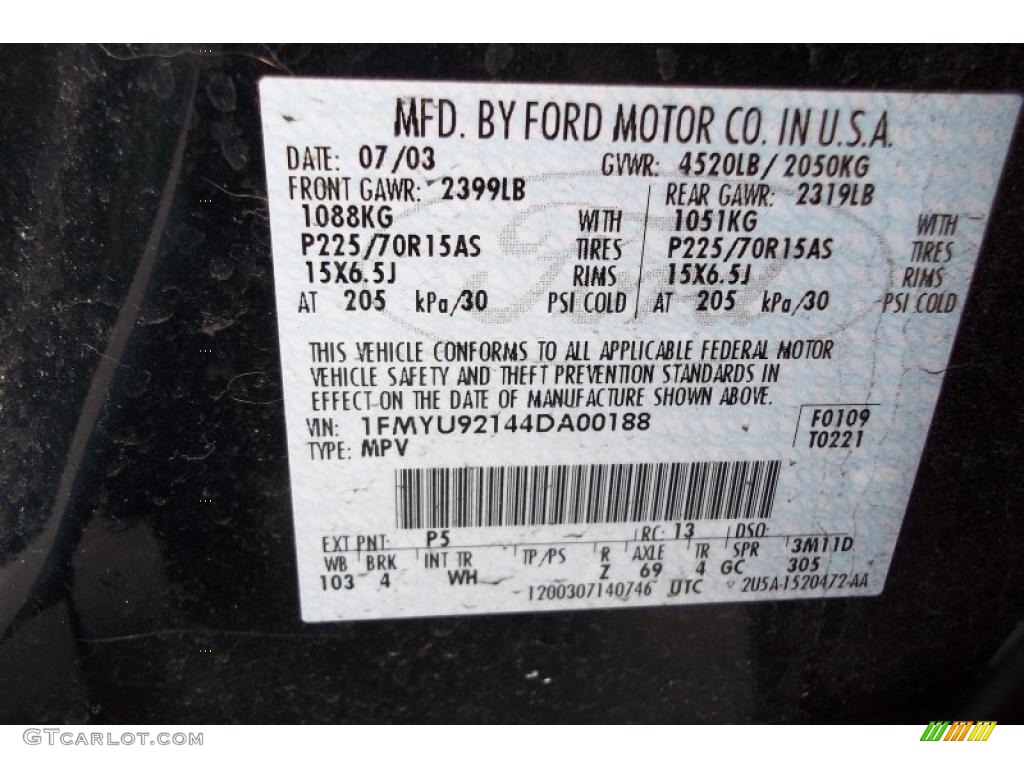 MFD. BY FORD MOTOR CO. IN U.S.A.
DATE: 07/03 GVWR: 4520LB/ 2050KG
FRONT GAWR: 2399LB REAR GAWR: 2319LB
1088KG WITH 1051KG WITH
P225/70R15AS TIRES P225/70R15AS TIRES
15X6.5J RIMS 15X6.5J RIMS
AT 205 kPa/30 PSI COLD AT 205 kPa/30 PSI COLD
THIS VEHICLE CONFORMS TO ALL APPLICABLE FEDERAL MOTOR
VEHICLE SAFETY AND THEFT PREVENTION STANDARDS IN
EFFECT ON THE DATE OF MANUFACTURE SHOWN ABOVE.
VIN: 1FMYU92144DA00188 F0109
TYPE: MPV T0221
EXT PNT: P5 RC: 13 DSO:
WB BRK INT TR TP/PS R AXLE TR SPR 3M11D
103 4 WH Z 69 4 GC 305
1200307140746 UTC 2U5A-1520472-AA
GTcarlot.com